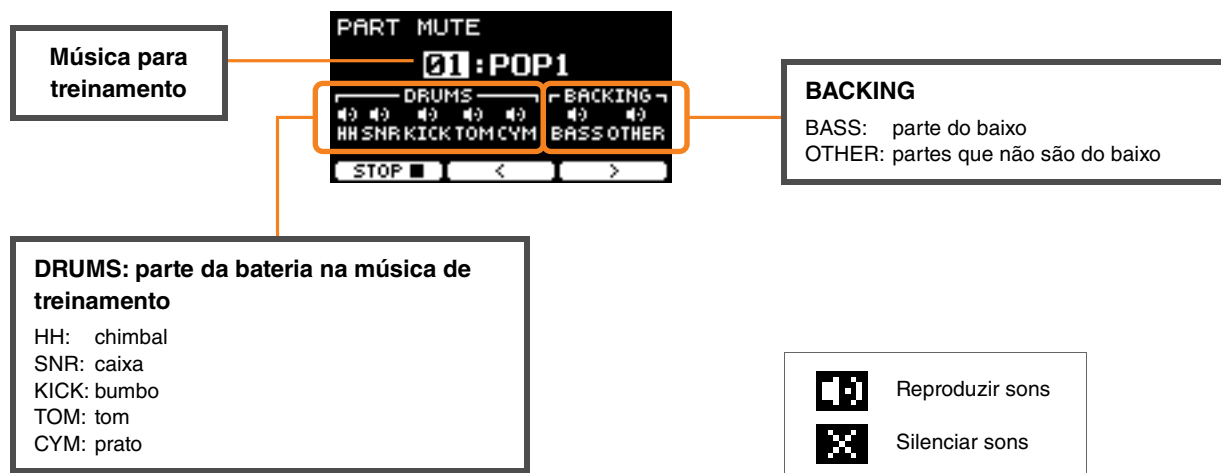 Música para
treinamento
PART MUTE
01:POP1
DRUMS
BACKING
HH SNR KICK TOM CYM BASS OTHER
STOP ■ < >
BACKING
BASS: parte do baixo
OTHER: partes que não são do baixo
DRUMS: parte da bateria na música de
treinamento
HH: chimbal
SNR: caixa
KICK: bumbo
TOM: tom
CYM: prato
Reproduzir sons
Silenciar sons